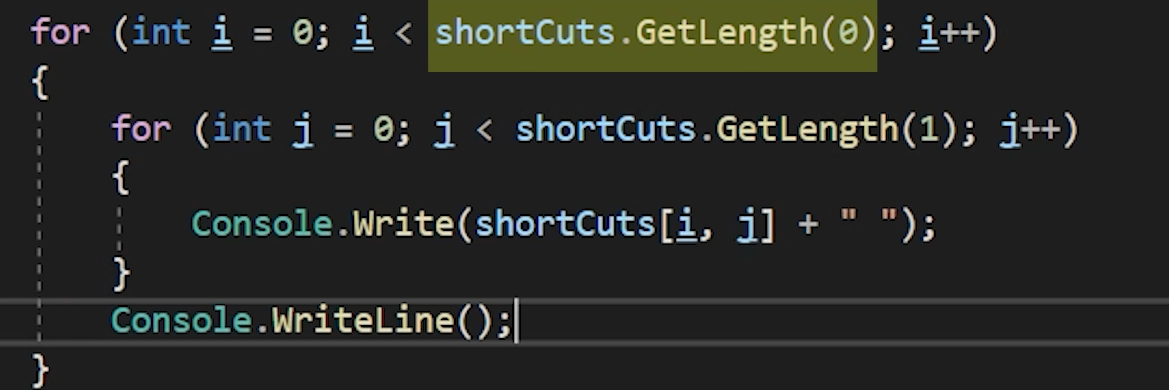 for (int i = 0; i < shortCuts.GetLength(0); i++)
{
for (int j = 0; j < shortCuts.GetLength(1); j++)
{
Console.Write(shortCuts[i, j] + " ");
}
Console.WriteLine();
}